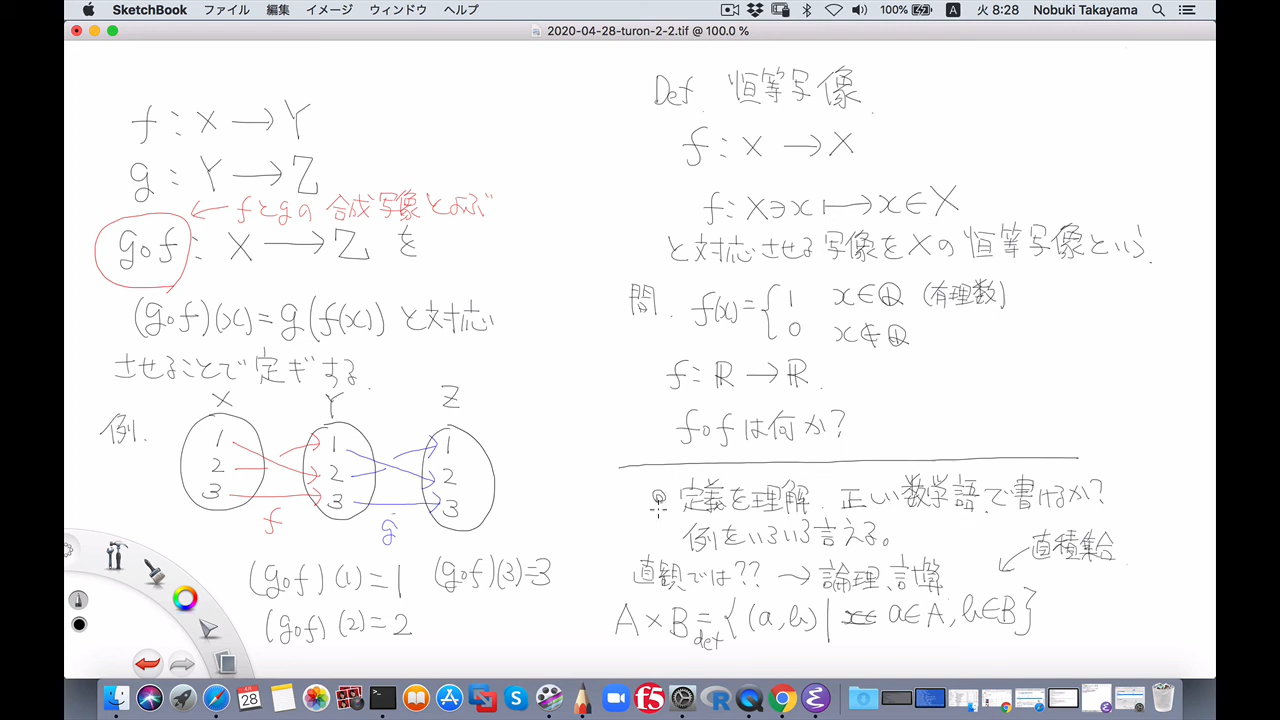 SketchBook ファイル 編集 イメージ ウィンドウ ヘルプ 100% A 火 8:28 Nobuki Takayama
2020-04-28-turon-2-2.tif @ 100.0 %
f : X → Y
g : Y → Z
← fとgの 合成写像とよぶ
g∘f : X → Z を
(g∘f)(x) = g(f(x)) と対応
させることで定ギする.
例.
X Y Z
1 1 1
2 2 2
3 3 3
f g
(g∘f)(1)=1 (g∘f)(3)=3
(g∘f)(2)=2
Def. 恒等写像
f : X → X
f : X∋x ↦ x∈X
と対応させる写像をXの恒等写像という.
問. f(x) = { 1 x∈ℚ (有理数)
0 x∉ℚ
f : ℝ → ℝ.
f∘fは何か?
定義を理解. 正しい数学語で書けるか?
例をいろいろ言える。
直観では?? → 論理、計算
← 直積集合
A × B = def { (a,b) | a∈A, b∈B }
APR
28
f5
R